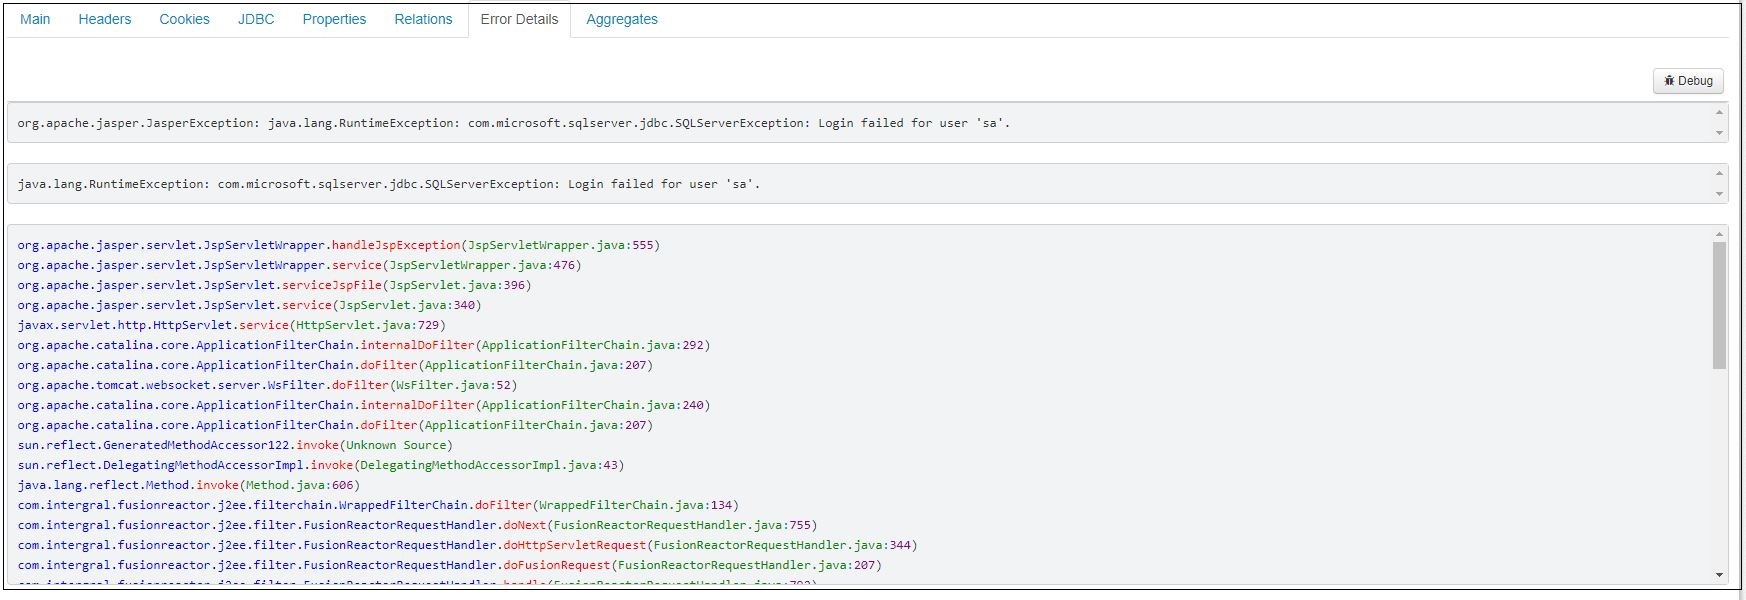 Main Headers Cookies JDBC Properties Relations Error Details Aggregates
Debug
org.apache.jasper.JasperException: java.lang.RuntimeException: com.microsoft.sqlserver.jdbc.SQLServerException: Login failed for user 'sa'.
java.lang.RuntimeException: com.microsoft.sqlserver.jdbc.SQLServerException: Login failed for user 'sa'.
org.apache.jasper.servlet.JspServletWrapper.handleJspException(JspServletWrapper.java:555)
org.apache.jasper.servlet.JspServletWrapper.service(JspServletWrapper.java:476)
org.apache.jasper.servlet.JspServlet.serviceJspFile(JspServlet.java:396)
org.apache.jasper.servlet.JspServlet.service(JspServlet.java:340)
javax.servlet.http.HttpServlet.service(HttpServlet.java:729)
org.apache.catalina.core.ApplicationFilterChain.internalDoFilter(ApplicationFilterChain.java:292)
org.apache.catalina.core.ApplicationFilterChain.doFilter(ApplicationFilterChain.java:207)
org.apache.tomcat.websocket.server.WsFilter.doFilter(WsFilter.java:52)
org.apache.catalina.core.ApplicationFilterChain.internalDoFilter(ApplicationFilterChain.java:240)
org.apache.catalina.core.ApplicationFilterChain.doFilter(ApplicationFilterChain.java:207)
sun.reflect.GeneratedMethodAccessor122.invoke(Unknown Source)
sun.reflect.DelegatingMethodAccessorImpl.invoke(DelegatingMethodAccessorImpl.java:43)
java.lang.reflect.Method.invoke(Method.java:606)
com.intergral.fusionreactor.j2ee.filterchain.WrappedFilterChain.doFilter(WrappedFilterChain.java:134)
com.intergral.fusionreactor.j2ee.filter.FusionReactorRequestHandler.doNext(FusionReactorRequestHandler.java:755)
com.intergral.fusionreactor.j2ee.filter.FusionReactorRequestHandler.doHttpServletRequest(FusionReactorRequestHandler.java:344)
com.intergral.fusionreactor.j2ee.filter.FusionReactorRequestHandler.doFusionRequest(FusionReactorRequestHandler.java:207)